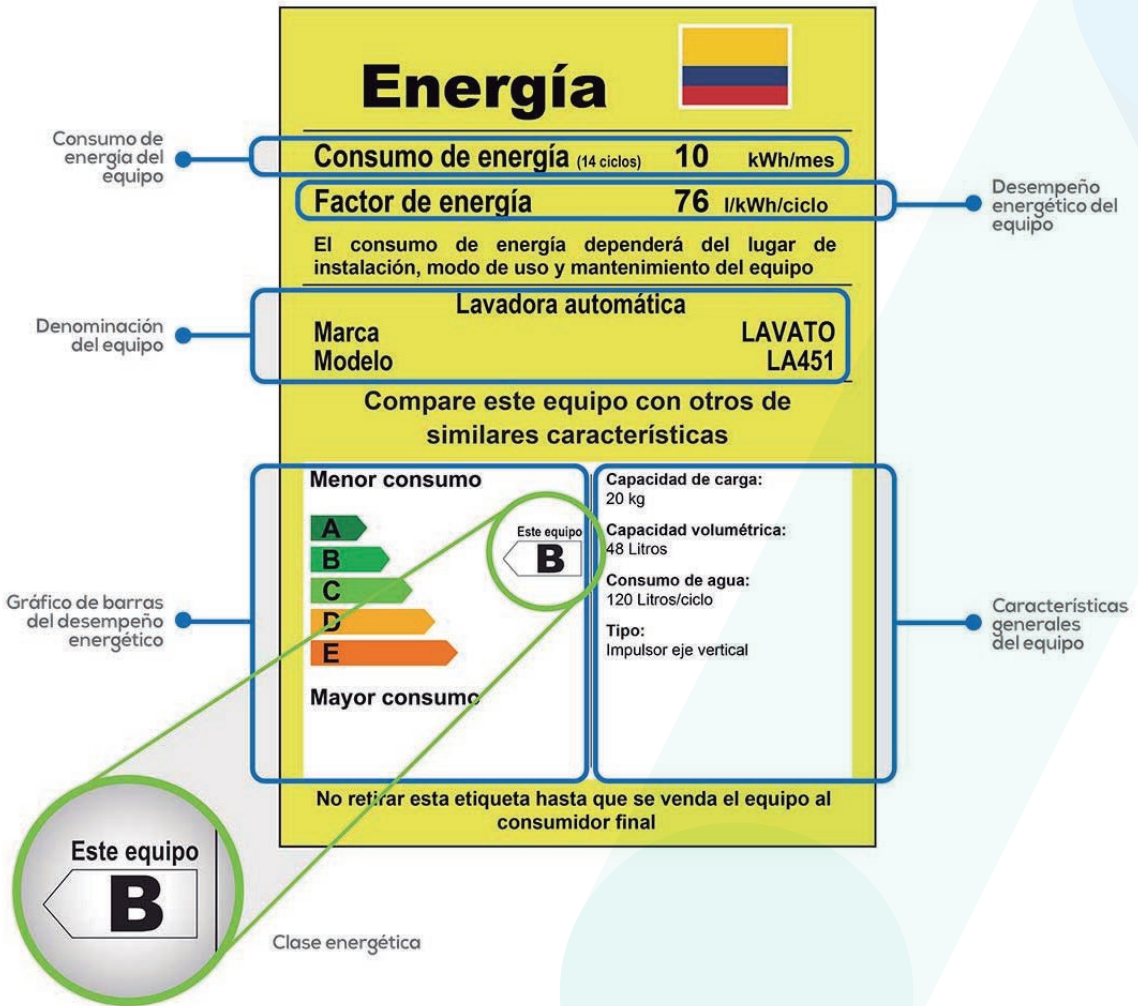 Energía
Consumo de
energía del
equipo
Consumo de energía (14 ciclos) 10 kWh/mes
Factor de energía 76 l/kWh/ciclo
Desempeño
energético del
equipo
El consumo de energía dependerá del lugar de
instalación, modo de uso y mantenimiento del equipo
Denominación
del equipo
Lavadora automática
Marca LAVATO
Modelo LA451
Compare este equipo con otros de
similares características
Gráfico de barras
del desempeño
energético
Menor consumo
A
B
C
D
E
Mayor consumo
Este equipo
B
Capacidad de carga:
20 kg
Capacidad volumétrica:
48 Litros
Consumo de agua:
120 Litros/ciclo
Tipo:
Impulsor eje vertical
Características
generales
del equipo
No retirar esta etiqueta hasta que se venda el equipo al
consumidor final
Este equipo
B
Clase energética